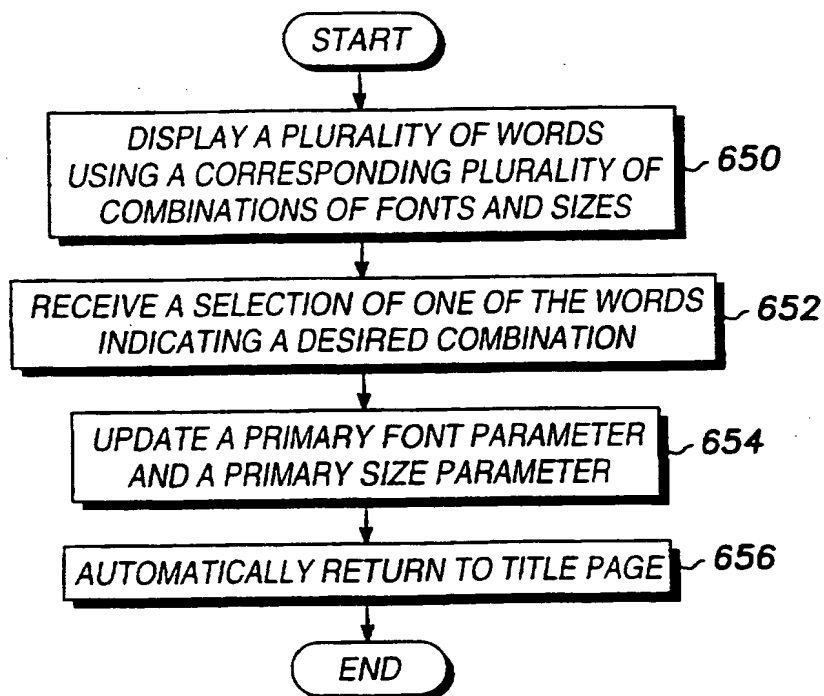 START
DISPLAY A PLURALITY OF WORDS
USING A CORRESPONDING PLURALITY OF
COMBINATIONS OF FONTS AND SIZES
650
RECEIVE A SELECTION OF ONE OF THE WORDS
INDICATING A DESIRED COMBINATION
652
UPDATE A PRIMARY FONT PARAMETER
AND A PRIMARY SIZE PARAMETER
654
AUTOMATICALLY RETURN TO TITLE PAGE
656
END